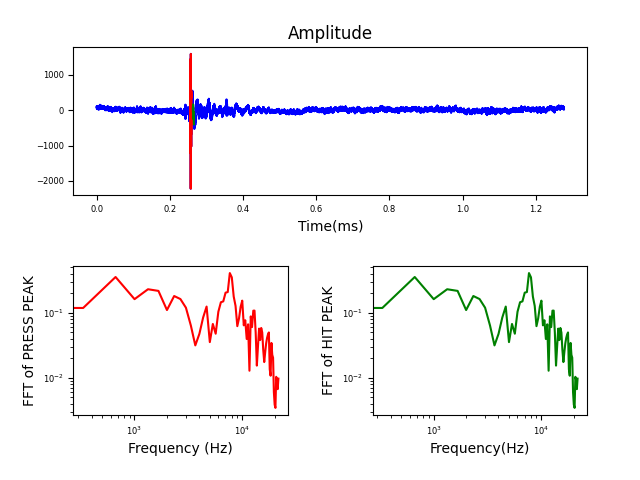 Amplitude
1000
0
−1000
−2000
0.0 0.2 0.4 0.6 0.8 1.0 1.2
Time(ms)
FFT of PRESS PEAK
10⁻¹
10⁻²
10³ 10⁴
Frequency (Hz)
FFT of HIT PEAK
10⁻¹
10⁻²
10³ 10⁴
Frequency(Hz)